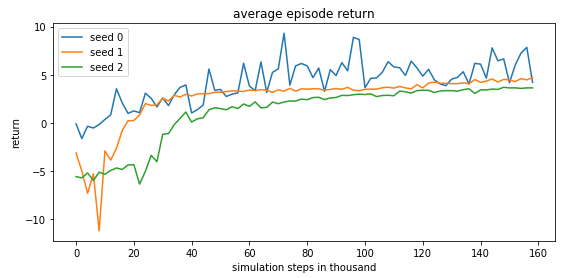 average episode return
seed 0
seed 1
seed 2
return
10
5
0
−5
−10
0 20 40 60 80 100 120 140 160
simulation steps in thousand